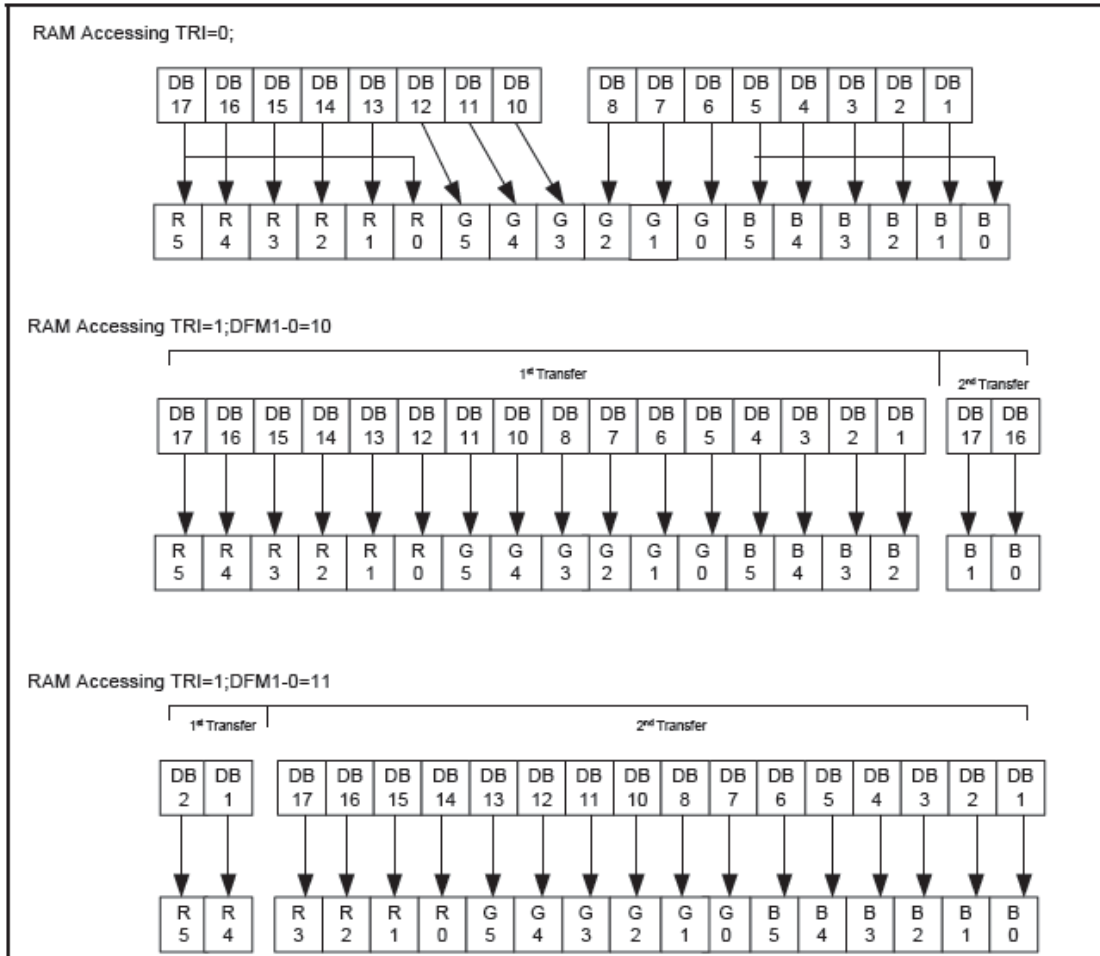 RAM Accessing TRI=0;
DB DB DB DB DB DB DB DB DB DB DB DB DB DB DB DB
17 16 15 14 13 12 11 10 8 7 6 5 4 3 2 1
R R R R R R G G G G G G B B B B B B
5 4 3 2 1 0 5 4 3 2 1 0 5 4 3 2 1 0
RAM Accessing TRI=1;DFM1-0=10
1st Transfer
2nd Transfer
DB DB DB DB DB DB DB DB DB DB DB DB DB DB DB DB DB DB
17 16 15 14 13 12 11 10 8 7 6 5 4 3 2 1 17 16
R R R R R R G G G G G G B B B B B B
5 4 3 2 1 0 5 4 3 2 1 0 5 4 3 2 1 0
RAM Accessing TRI=1;DFM1-0=11
1st Transfer
2nd Transfer
DB DB DB DB DB DB DB DB DB DB DB DB DB DB DB DB DB DB
2 1 17 16 15 14 13 12 11 10 8 7 6 5 4 3 2 1
R R R R R R G G G G G G B B B B B B
5 4 3 2 1 0 5 4 3 2 1 0 5 4 3 2 1 0